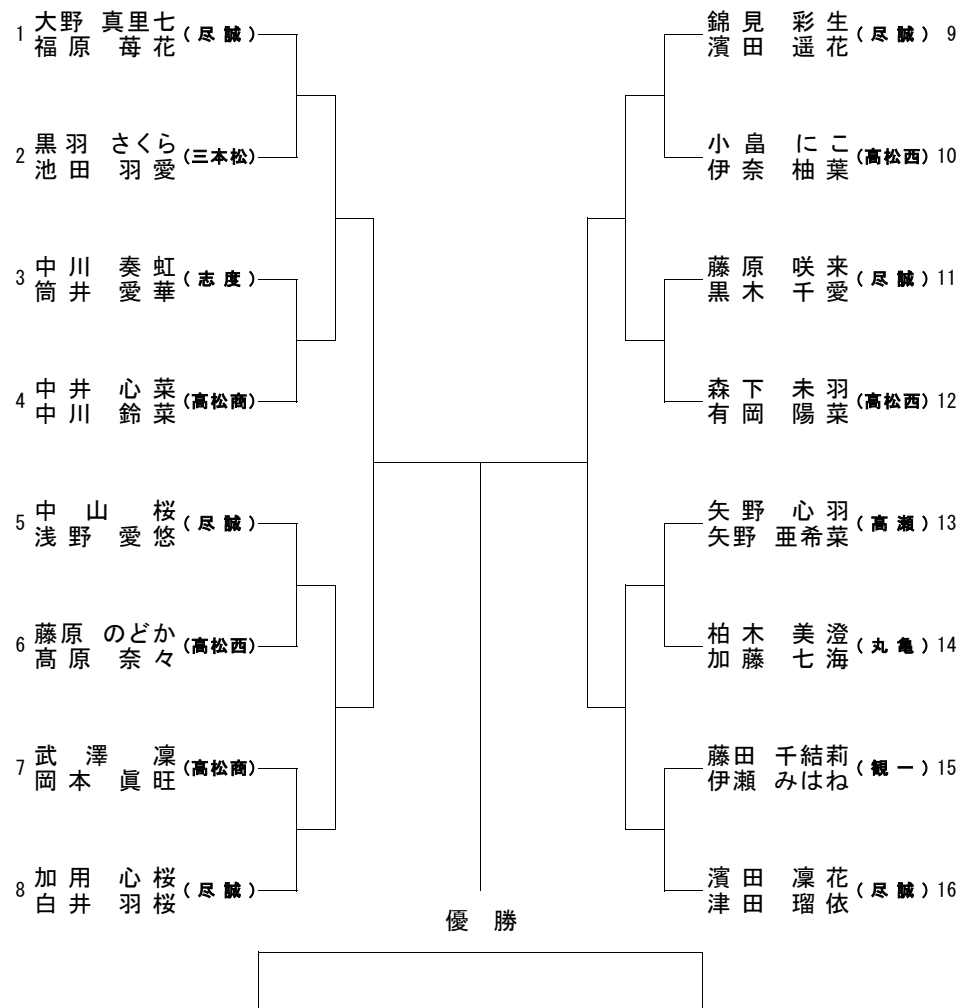 1 大野 真里七 (尽誠)
福原 苺花
2 黒羽 さくら (三本松)
池田 羽愛
3 中川 奏虹 (志度)
筒井 愛華
4 中井 心菜 (高松商)
中川 鈴菜
5 中山 桜 (尽誠)
浅野 愛悠
6 藤原 のどか (高松西)
髙原 奈々
7 武澤 凜 (高松商)
岡本 眞旺
8 加用 心桜 (尽誠)
白井 羽桜
錦見 彩生 (尽誠) 9
濱田 遥花
小畠 にこ (高松西) 10
伊奈 柚葉
藤原 咲来 (尽誠) 11
黒木 千愛
森下 未羽 (高松西) 12
有岡 陽菜
矢野 心羽 (高瀬) 13
矢野 亜希菜
柏木 美澄 (丸亀) 14
加藤 七海
藤田 千結莉 (観一) 15
伊瀬 みはね
濱田 凜花 (尽誠) 16
津田 瑠依
優勝